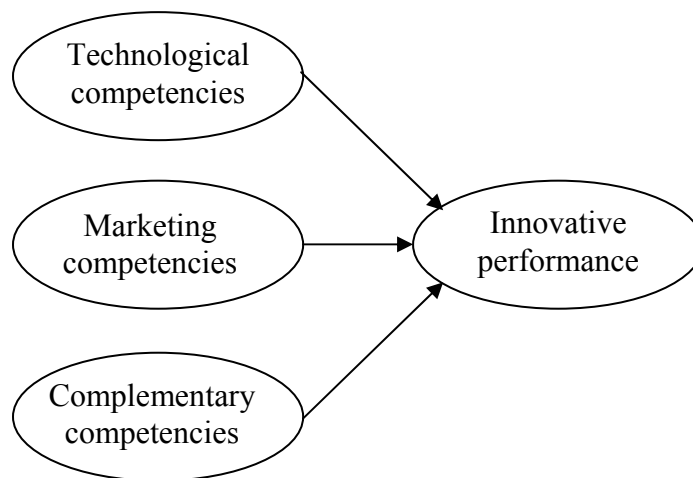 Technological
competencies
Marketing
competencies
Complementary
competencies
Innovative
performance